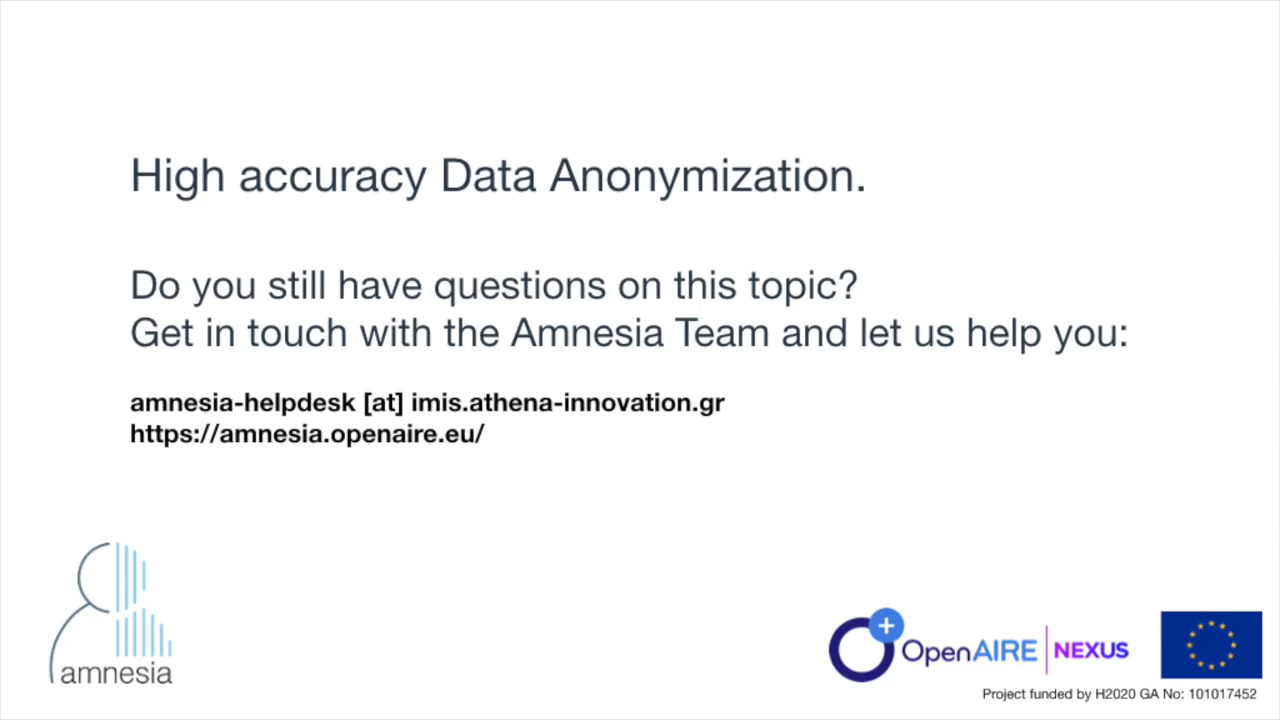 High accuracy Data Anonymization.
Do you still have questions on this topic?
Get in touch with the Amnesia Team and let us help you:
amnesia-helpdesk [at] imis.athena-innovation.gr
https://amnesia.openaire.eu/
amnesia
OpenAIRE NEXUS
Project funded by H2020 GA No: 101017452